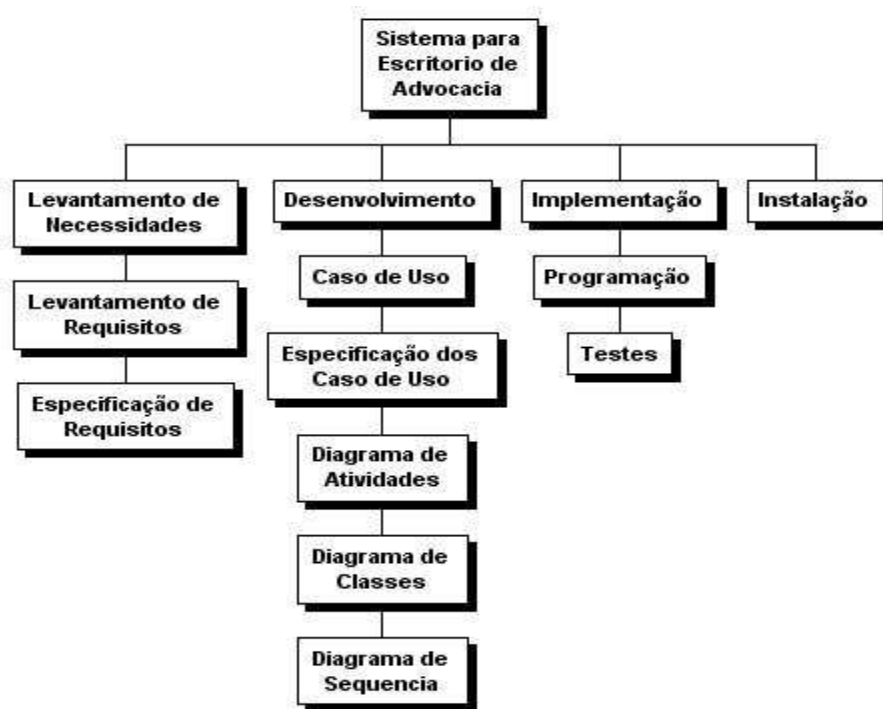 Sistema para
Escritorio de
Advocacia
Levantamento de
Necessidades
Desenvolvimento
Implementação
Instalação
Levantamento de
Requisitos
Caso de Uso
Programação
Especificação de
Requisitos
Especificação dos
Caso de Uso
Testes
Diagrama de
Atividades
Diagrama de
Classes
Diagrama de
Sequencia